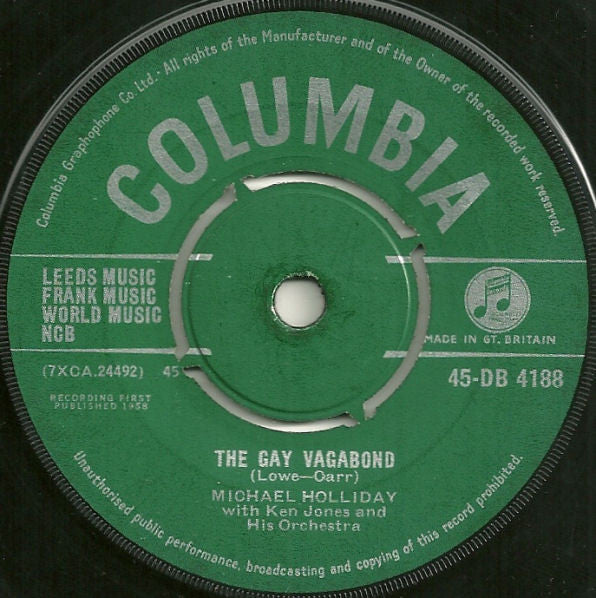 Columbia Graphophone Co Ltd. · All rights of the Manufacturer and of the Owner of the recorded work reserved.
COLUMBIA
LEEDS MUSIC
FRANK MUSIC
WORLD MUSIC
NCB
MADE IN GT. BRITAIN
(7XCA.24492) 45
45-DB 4188
RECORDING FIRST
PUBLISHED 1958
THE GAY VAGABOND
(Lowe—Carr)
MICHAEL HOLLIDAY
with Ken Jones and
His Orchestra
Unauthorised public performance, broadcasting and copying of this record prohibited.